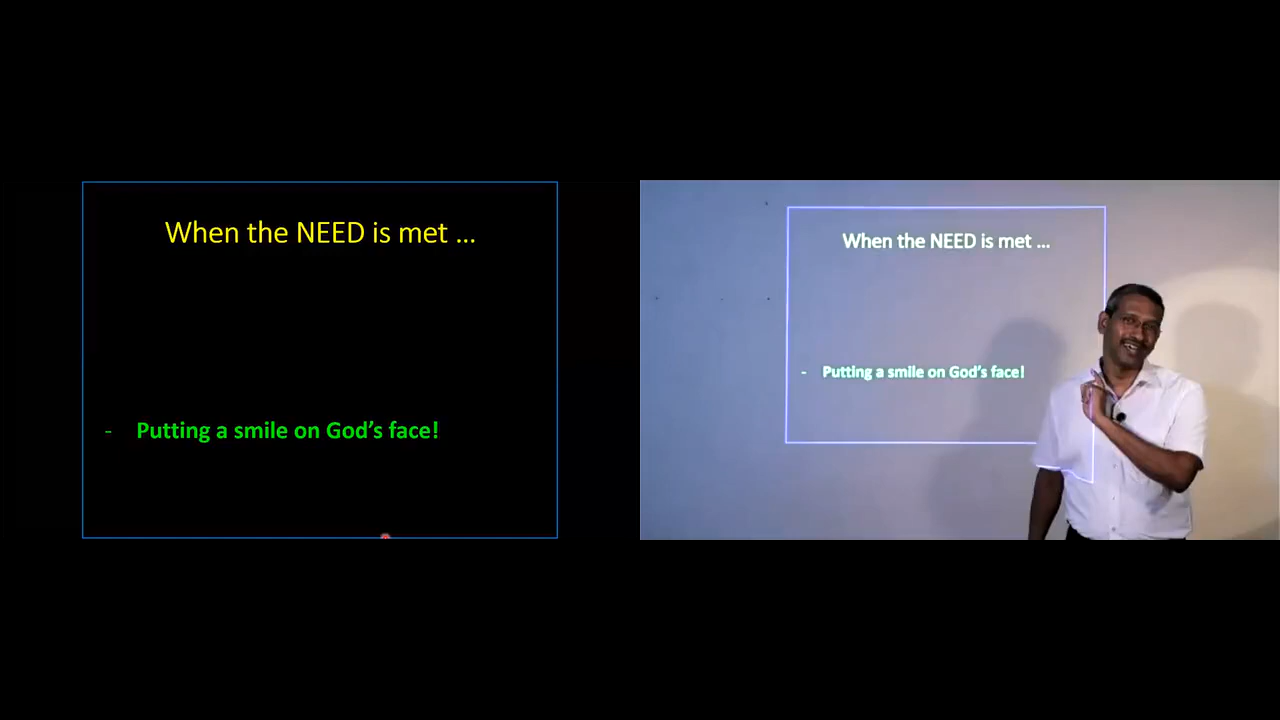 When the NEED is met ...
- Putting a smile on God's face!
When the NEED is met ...
- Putting a smile on God's face!